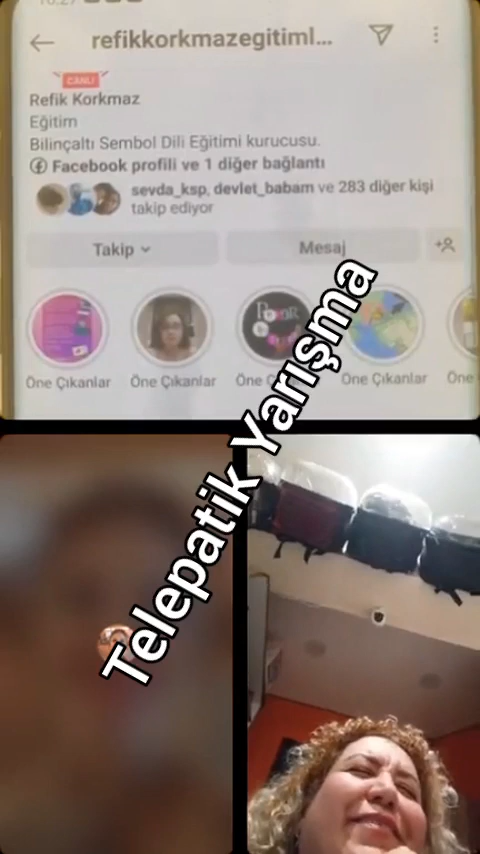 refikkorkmazegitiml...
CANLI
Refik Korkmaz
Eğitim
Bilinçaltı Sembol Dili Eğitimi kurucusu.
Facebook profili ve 1 diğer bağlantı
sevda_ksp, devlet_babam ve 283 diğer kişi
takip ediyor
Takip
Mesaj
Öne Çıkanlar
Öne Çıkanlar
Öne
Öne Çıkanlar
Öne
Telepatik Yarışma